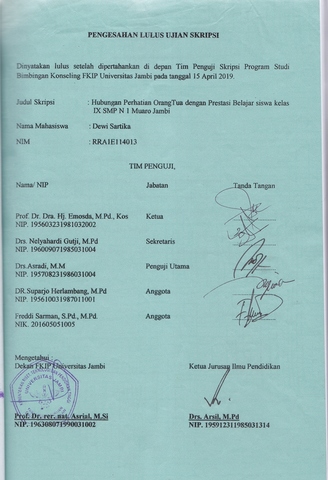 PENGESAHAN LULUS UJIAN SKRIPSI
Dinyatakan lulus setelah dipertahankan di depan Tim Penguji Skripsi Program Studi
Bimbingan Konseling FKIP Universitas Jambi pada tanggal 15 April 2019.
Judul Skripsi : Hubungan Perhatian OrangTua dengan Prestasi Belajar siswa kelas
IX SMP N 1 Muaro Jambi
Nama Mahasiswa : Dewi Sartika
NIM : RRA1E114013
TIM PENGUJI,
Nama/ NIP Jabatan Tanda Tangan
Prof. Dr. Dra. Hj. Emosda, M.Pd., Kos Ketua
NIP. 195603231981032002
Drs. Nelyahardi Gutji, M.Pd Sekretaris
NIP. 196009071985031004
Drs.Asradi, M.M Penguji Utama
NIP. 195708231986031004
DR.Suparjo Herlambang, M.Pd Anggota
NIP. 195610031987011001
Freddi Sarman, S.Pd., M.Pd. Anggota
NIK. 201605051005
Mengetahui :
Dekan FKIP Universitas Jambi Ketua Jurusan Ilmu Pendidikan
Prof. Dr. rer. nat. Asrial, M.Si Drs. Arsil, M.Pd
NIP. 196308071990031002 NIP. 195912311985031314